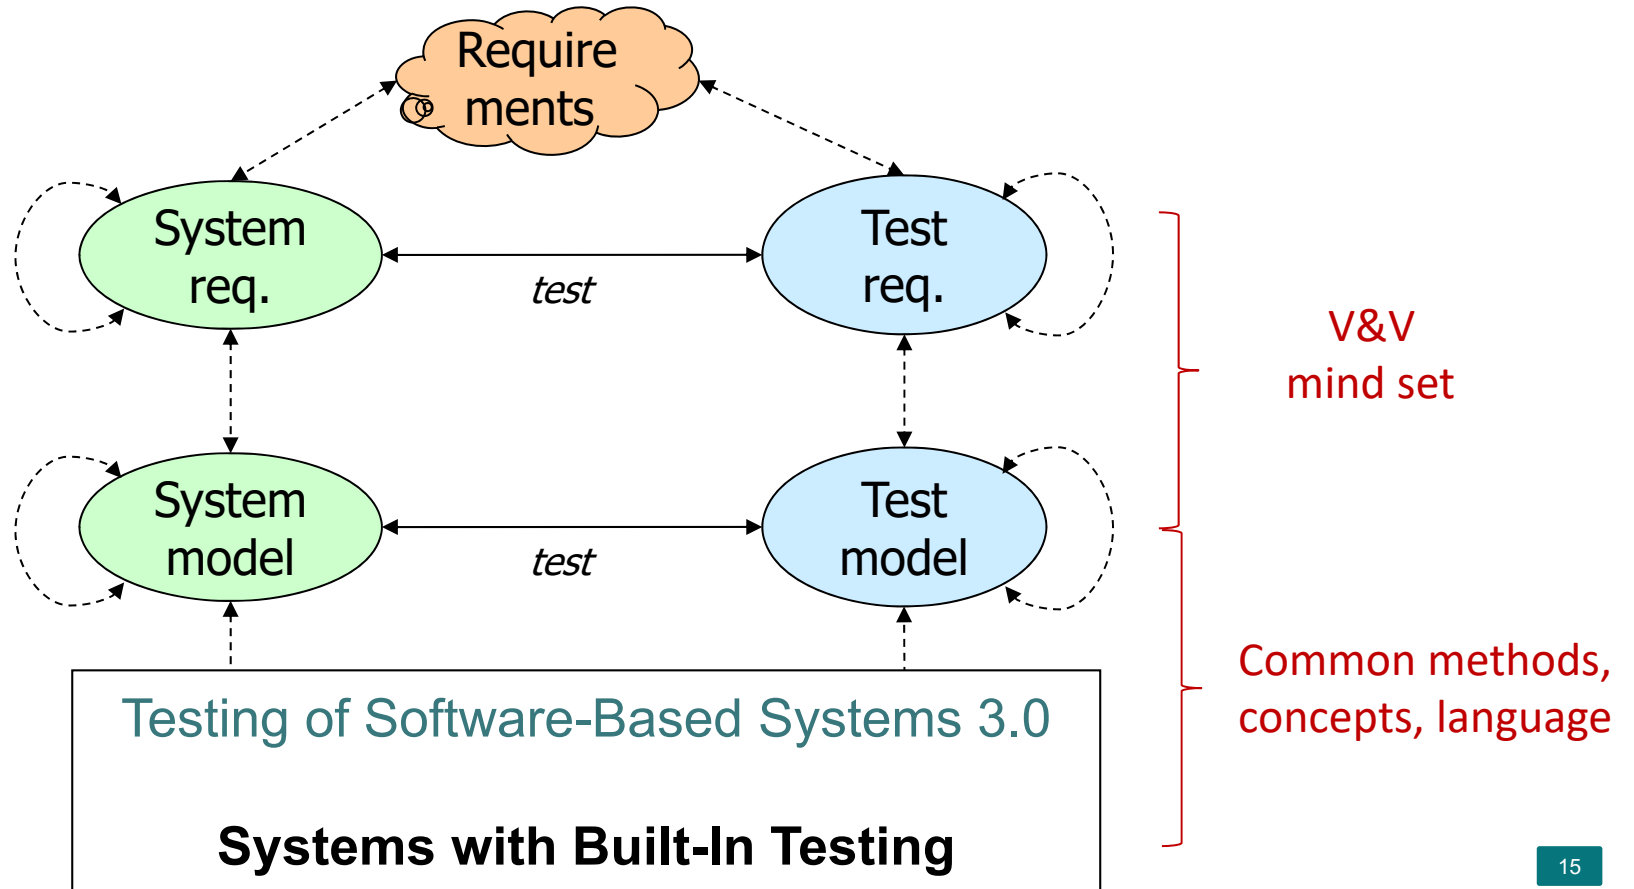 Require
ments
System
req.
test
Test
req.
V&V
mind set
System
model
test
Test
model
Common methods,
concepts, language
Testing of Software-Based Systems 3.0
Systems with Built-In Testing
15